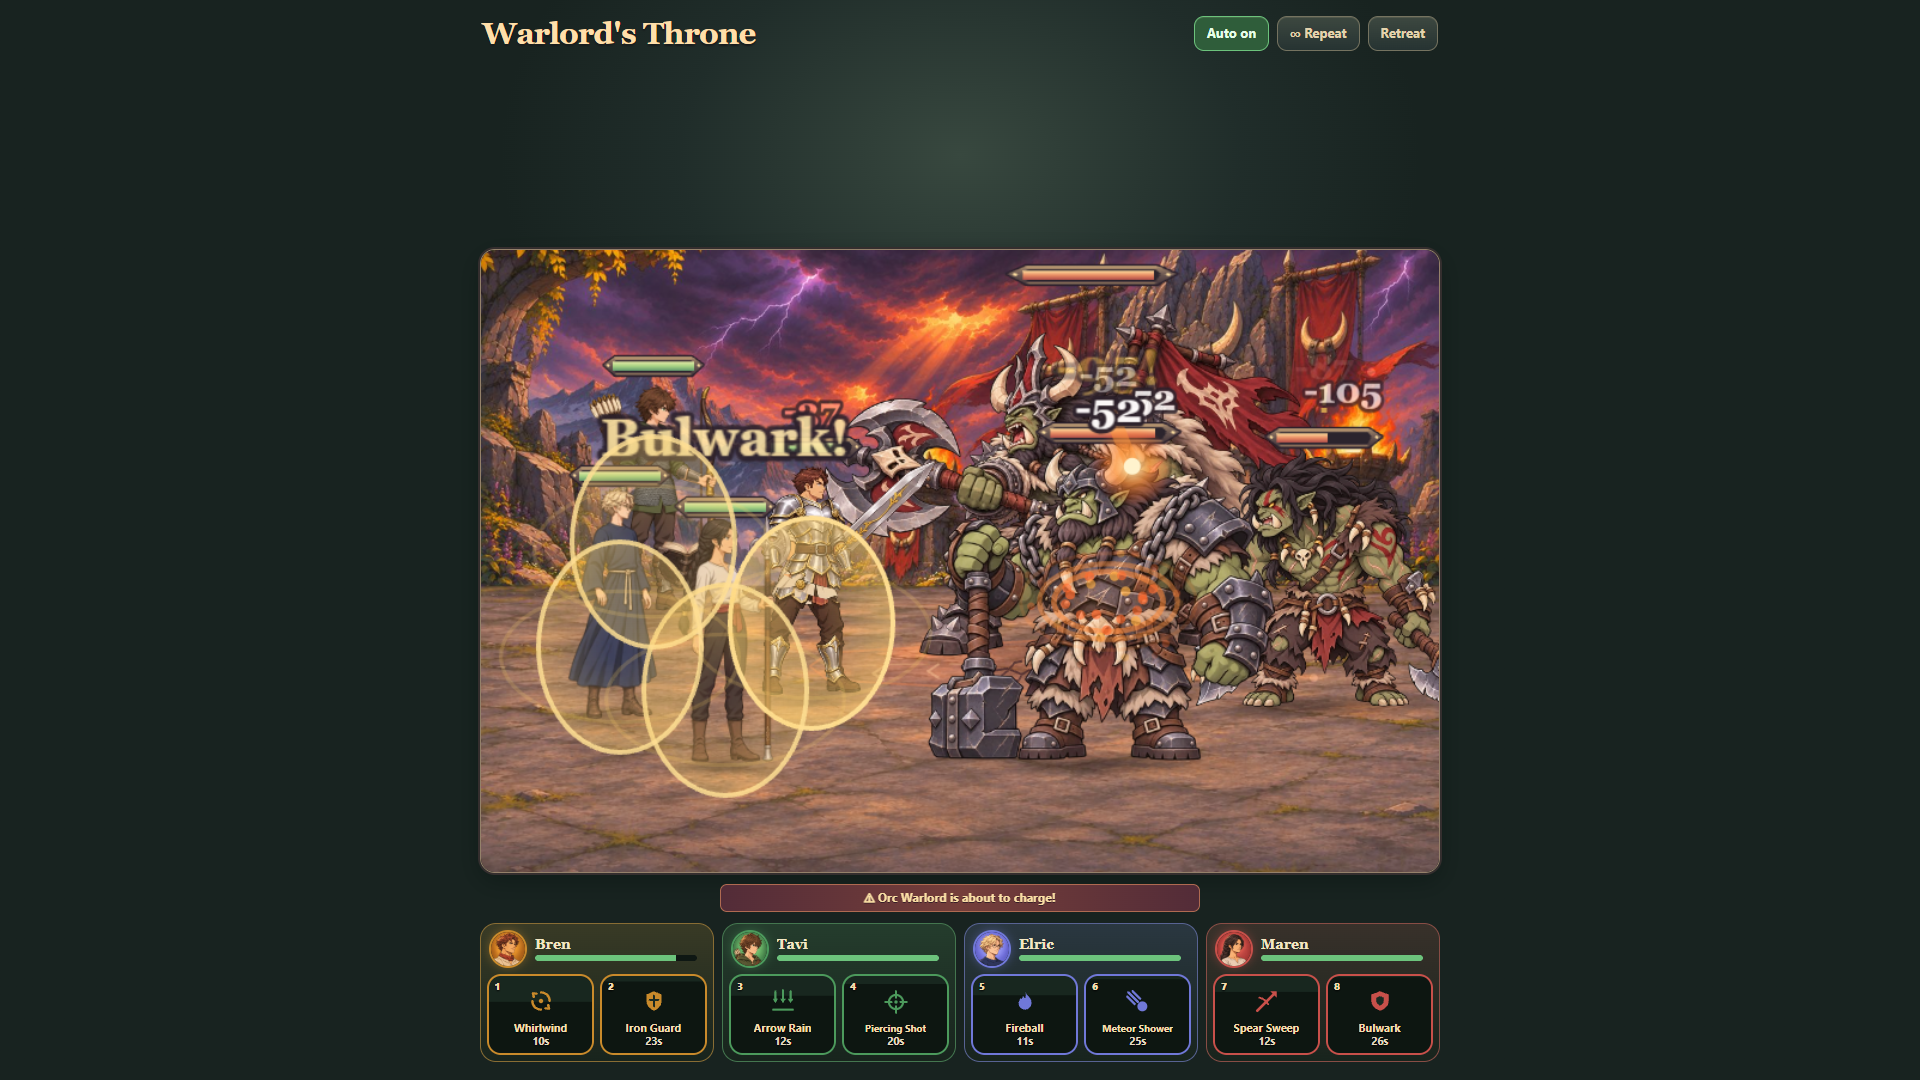 Warlord's Throne
Auto on
∞ Repeat
Retreat
-52
-52
52
-105
-37
Bulwark!
⚠ Orc Warlord is about to charge!
Bren
1
Whirlwind
10s
2
Iron Guard
23s
Tavi
3
Arrow Rain
12s
4
Piercing Shot
20s
Elric
5
Fireball
11s
6
Meteor Shower
25s
Maren
7
Spear Sweep
12s
8
Bulwark
26s